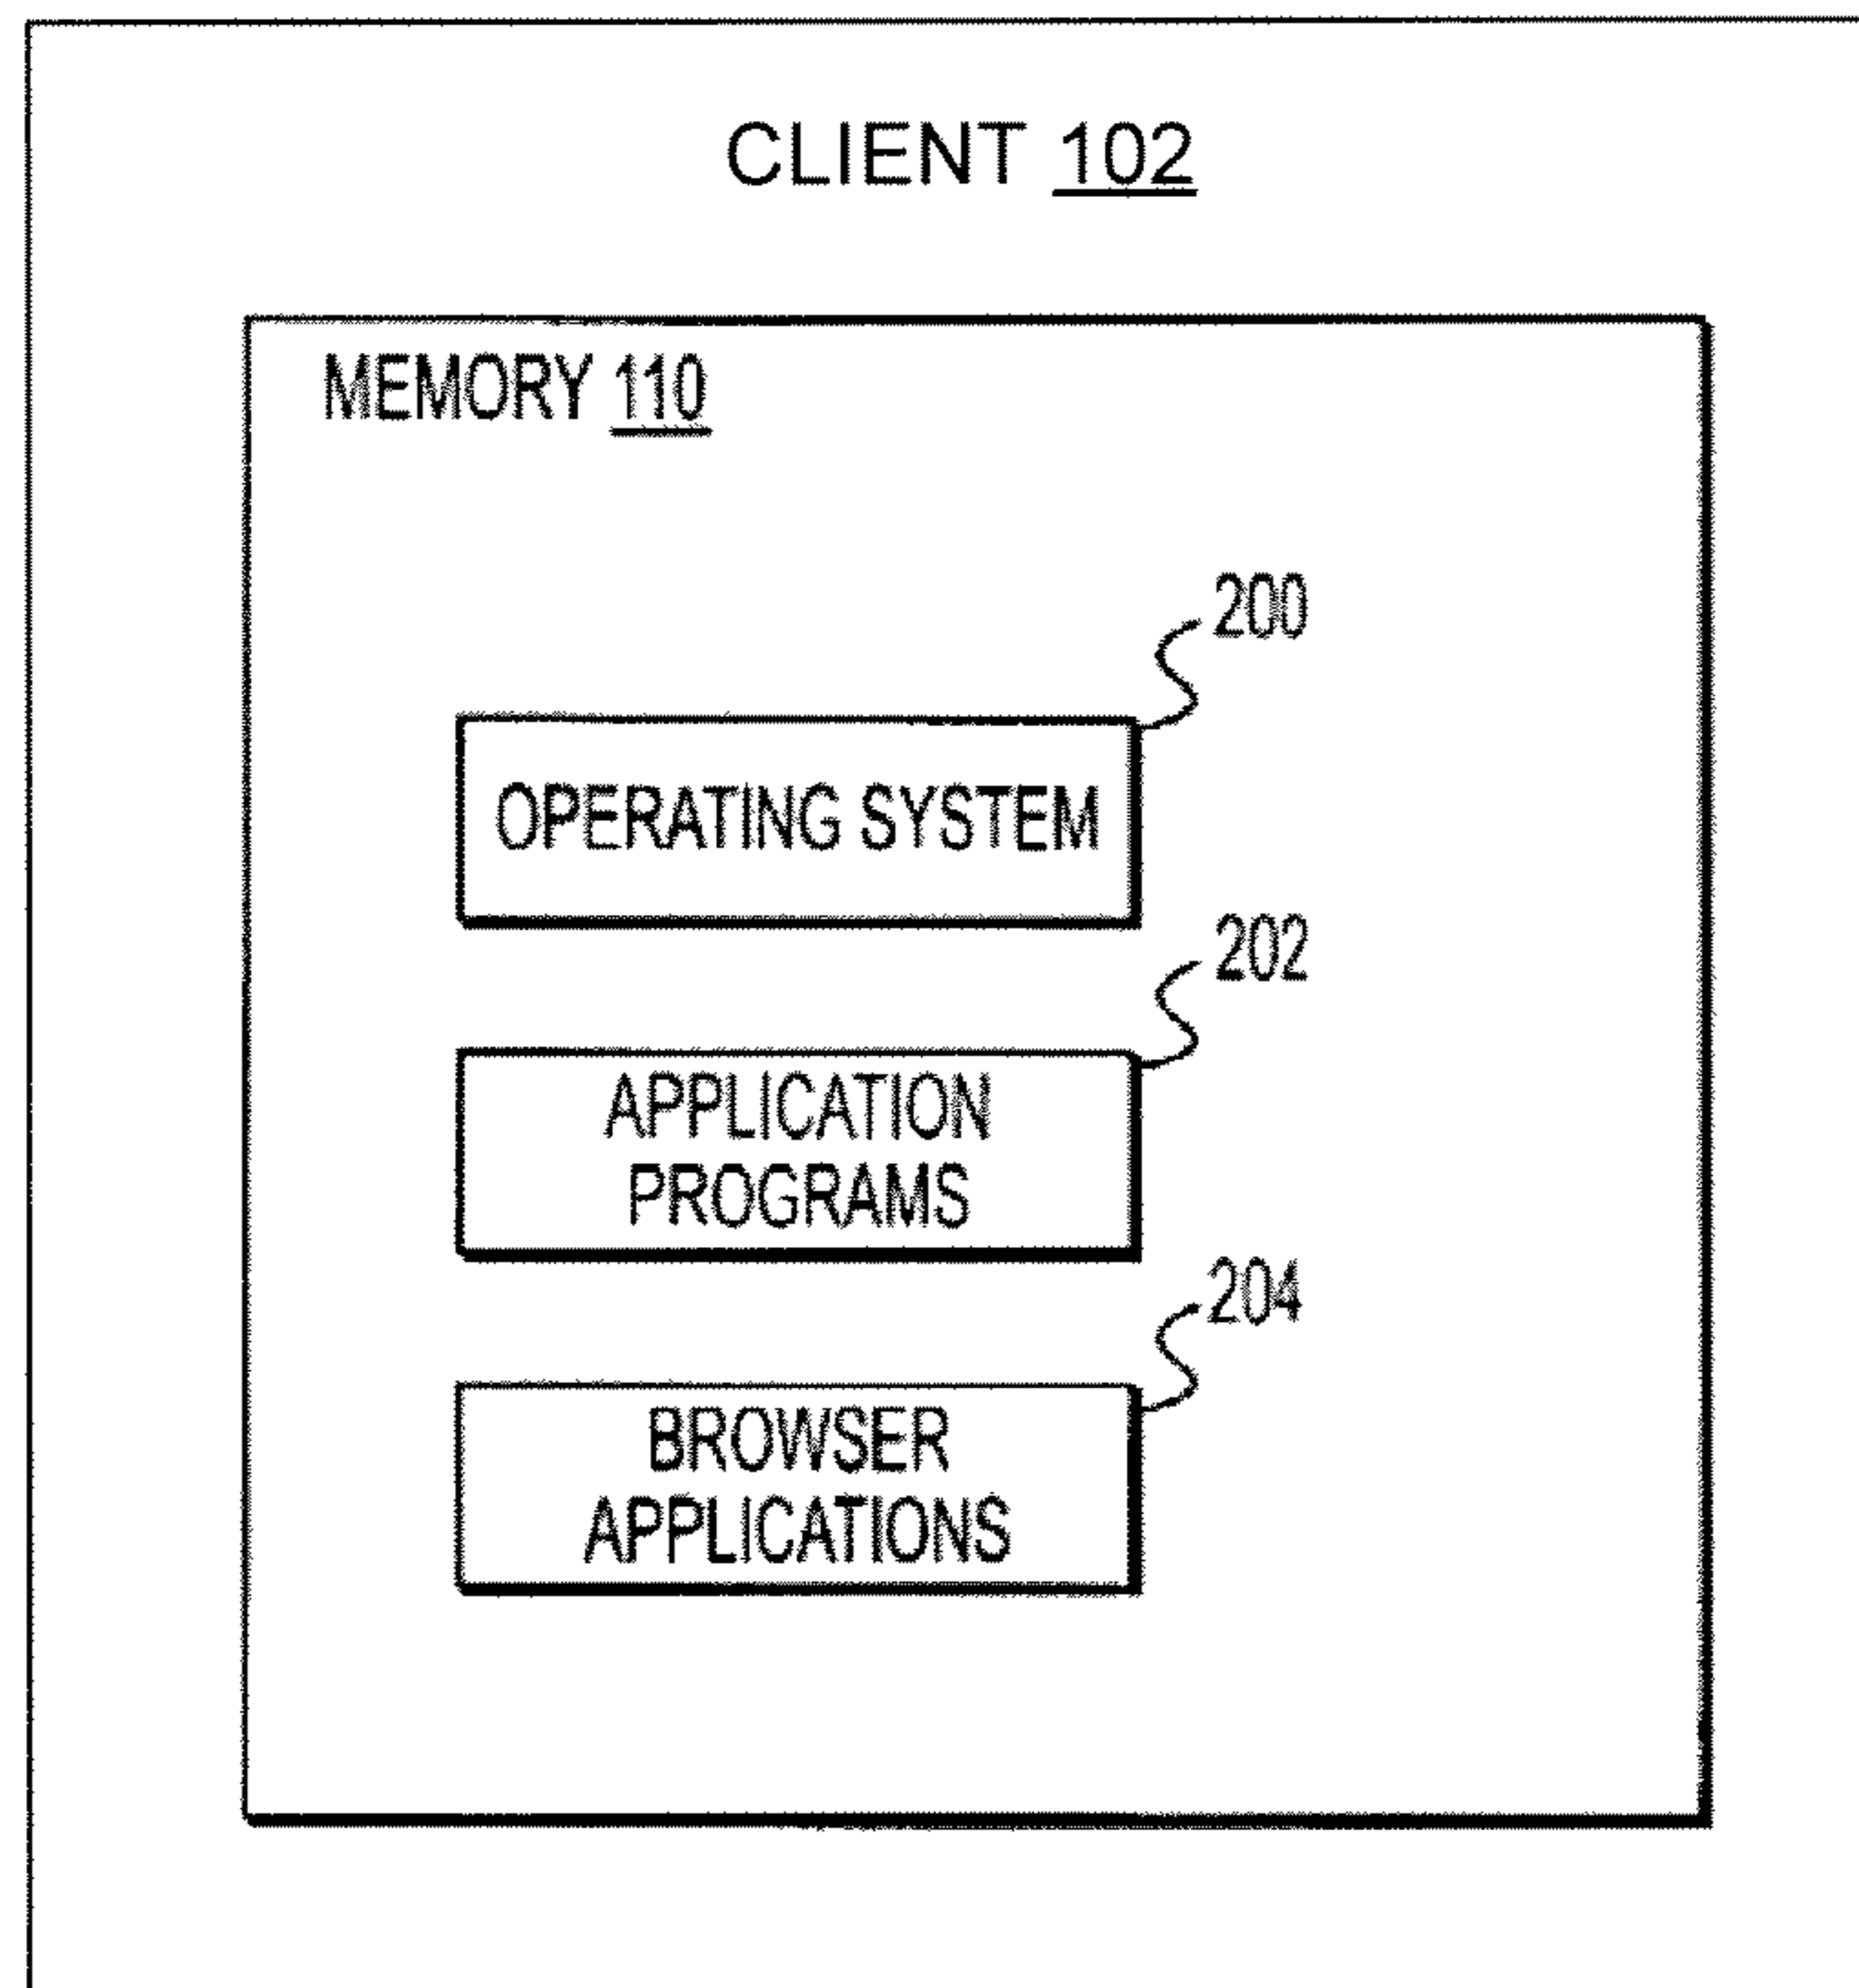 CLIENT 102
MEMORY 110
200
OPERATING SYSTEM
202
APPLICATION
PROGRAMS
204
BROWSER
APPLICATIONS